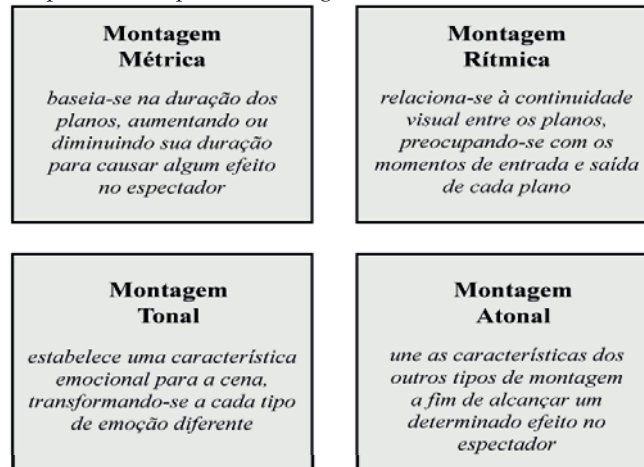 Montagem
Métrica
baseia-se na duração dos
planos, aumentando ou
diminuindo sua duração
para causar algum efeito
no espectador
Montagem
Rítmica
relaciona-se à continuidade
visual entre os planos,
preocupando-se com os
momentos de entrada e saída
de cada plano
Montagem
Tonal
estabelece uma característica
emocional para a cena,
transformando-se a cada tipo
de emoção diferente
Montagem
Atonal
une as características dos
outros tipos de montagem
a fim de alcançar um
determinado efeito no
espectador